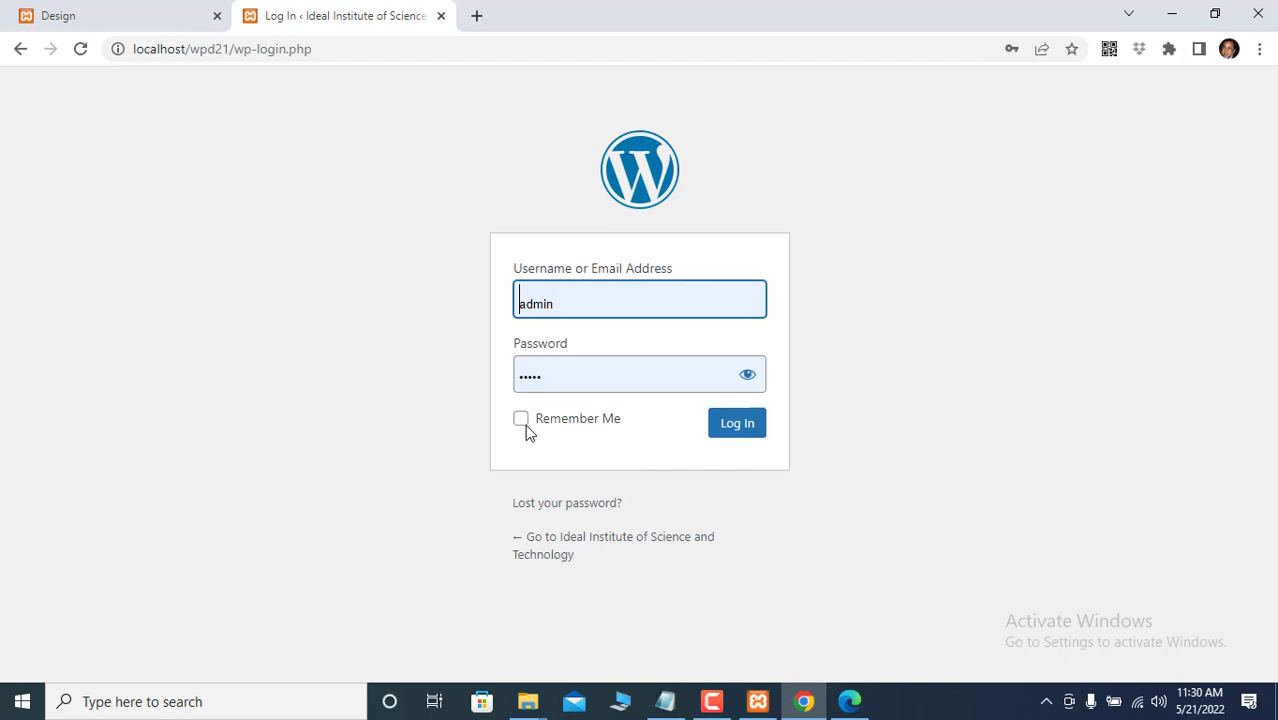 Design
Log In ‹ Ideal Institute of Science
localhost/wpd21/wp-login.php
Username or Email Address
admin
Password
•••••
Remember Me
Log In
Lost your password?
← Go to Ideal Institute of Science and
Technology
Activate Windows
Go to Settings to activate Windows.
Type here to search
11:30 AM
5/21/2022